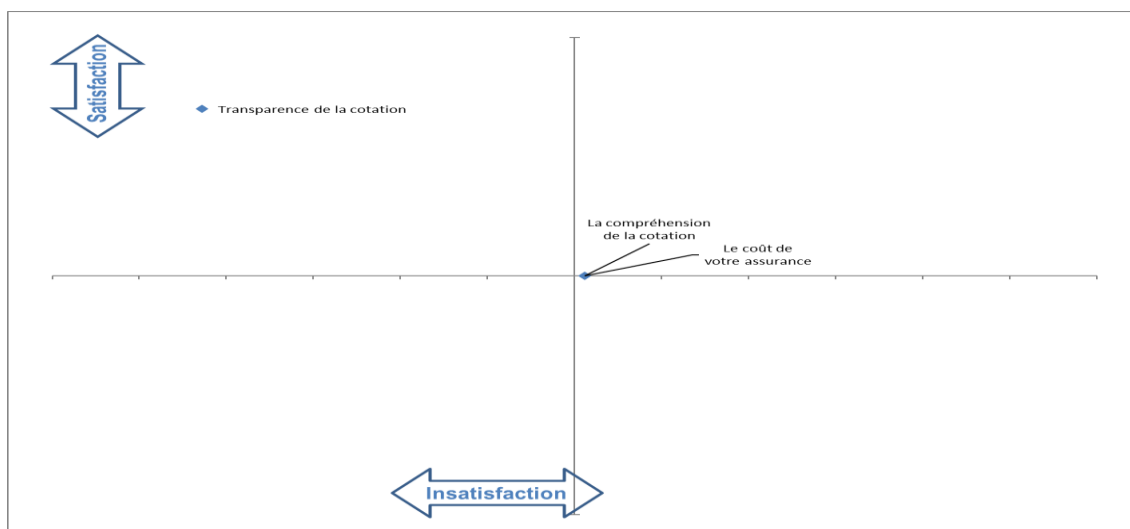 Satisfaction
Transparence de la cotation
La compréhension
de la cotation
Le coût de
votre assurance
Insatisfaction